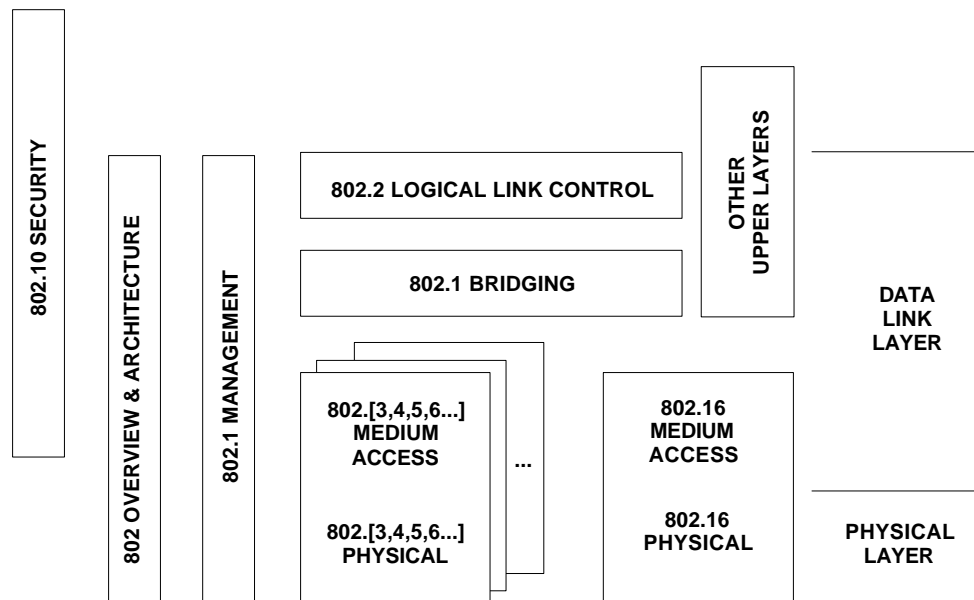 802.10 SECURITY
802 OVERVIEW & ARCHITECTURE
802.1 MANAGEMENT
802.2 LOGICAL LINK CONTROL
802.1 BRIDGING
OTHER
UPPER LAYERS
802.[3,4,5,6...]
MEDIUM
ACCESS
802.[3,4,5,6...]
PHYSICAL
...
802.16
MEDIUM
ACCESS
802.16
PHYSICAL
DATA
LINK
LAYER
PHYSICAL
LAYER